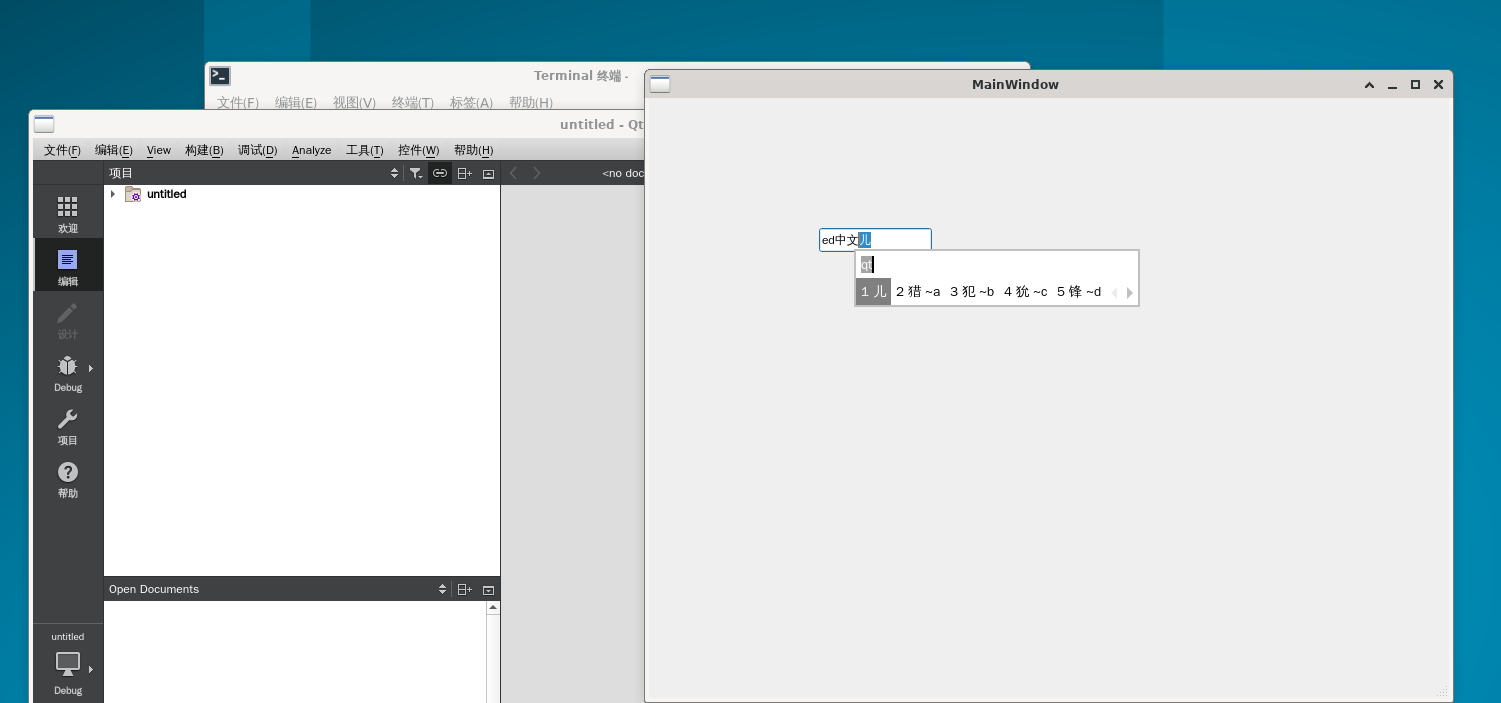 Terminal 终端 -
文件(F) 编辑(E) 视图(V) 终端(T) 标签(A) 帮助(H)
untitled - Qt
文件(F) 编辑(E) View 构建(B) 调试(D) Analyze 工具(T) 控件(W) 帮助(H)
项目
<no doc
untitled
欢迎
编辑
设计
Debug
项目
帮助
Open Documents
untitled
Debug
MainWindow
ed中文儿
qt
1 儿 2 猎 ~a 3 犯 ~b 4 狁 ~c 5 锋 ~d